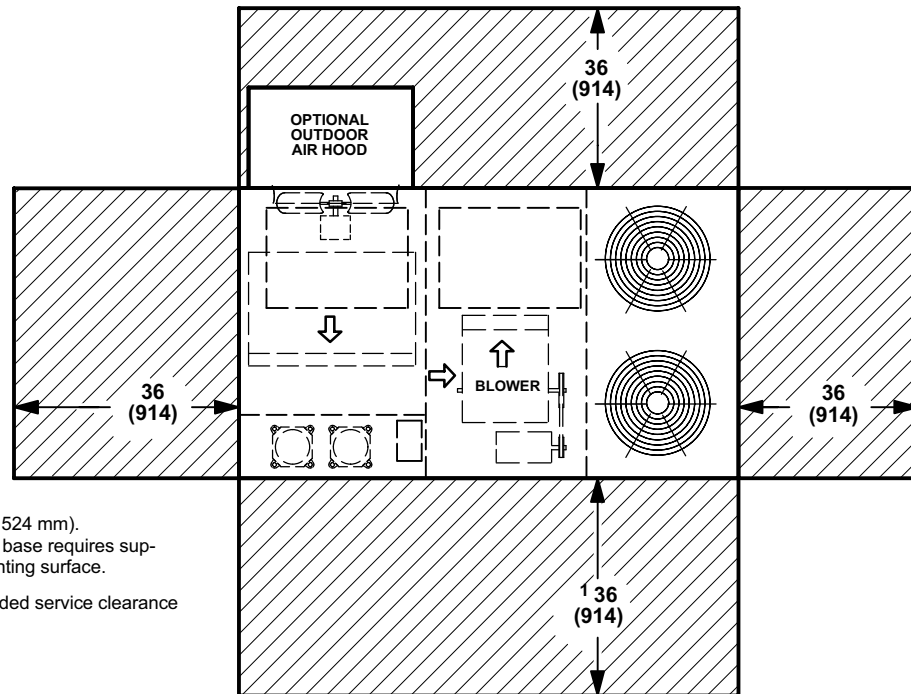 36
(914)
OPTIONAL
OUTDOOR
AIR HOOD
36
(914)
BLOWER
36
(914)
524 mm).
base requires sup-
nting surface.
ded service clearance
1 36
(914)